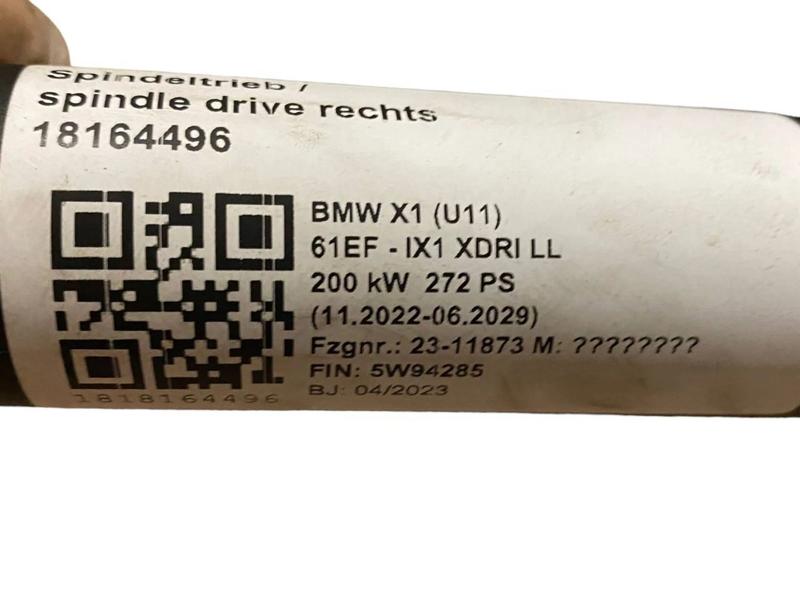 Spindeltrieb /
spindle drive rechts
18164496
BMW X1 (U11)
61EF - IX1 XDRI LL
200 kW 272 PS
(11.2022-06.2029)
Fzgnr.: 23-11873 M: ????????
FIN: 5W94285
BJ: 04/2023
1818164496